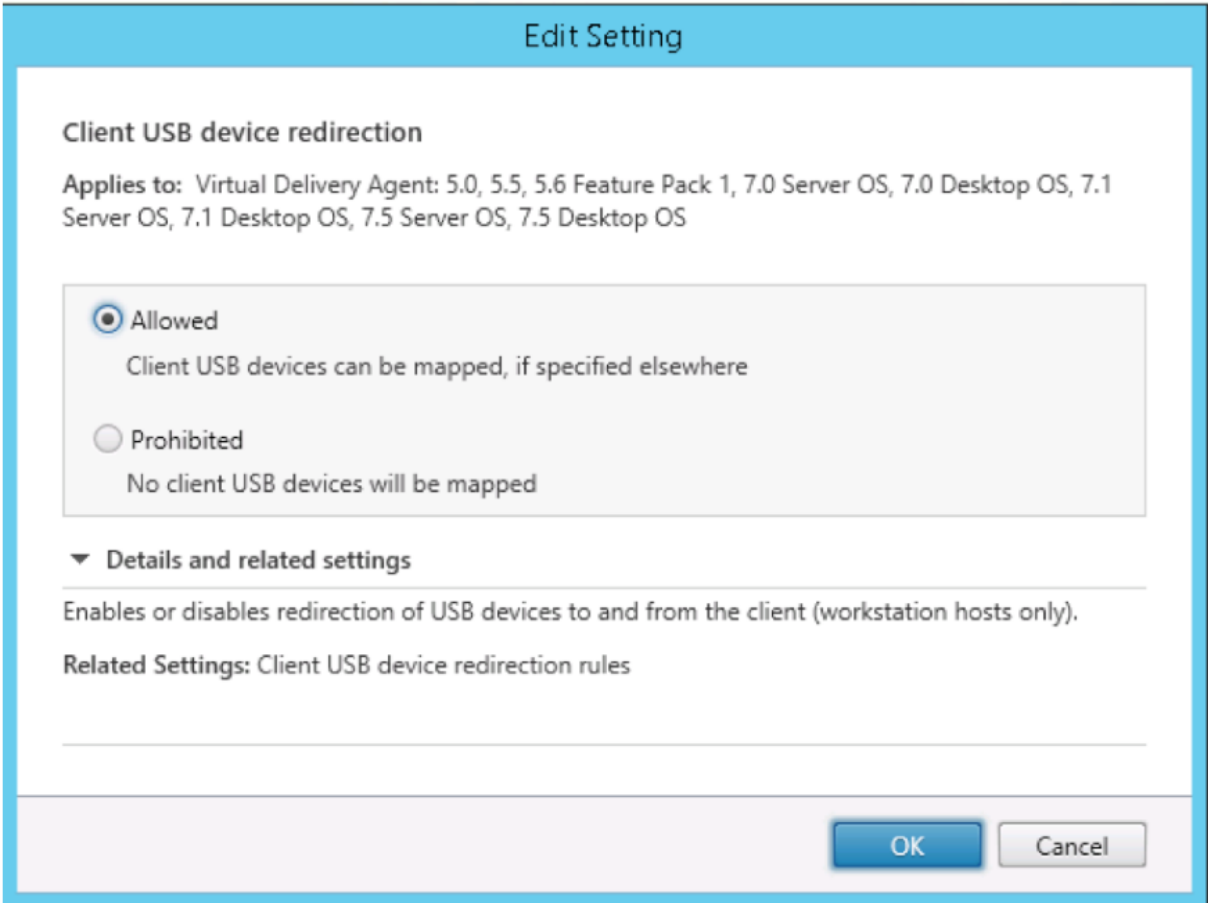 Edit Setting
Client USB device redirection
Applies to: Virtual Delivery Agent: 5.0, 5.5, 5.6 Feature Pack 1, 7.0 Server OS, 7.0 Desktop OS, 7.1
Server OS, 7.1 Desktop OS, 7.5 Server OS, 7.5 Desktop OS
Allowed
Client USB devices can be mapped, if specified elsewhere
Prohibited
No client USB devices will be mapped
Details and related settings
Enables or disables redirection of USB devices to and from the client (workstation hosts only).
Related Settings: Client USB device redirection rules
OK
Cancel